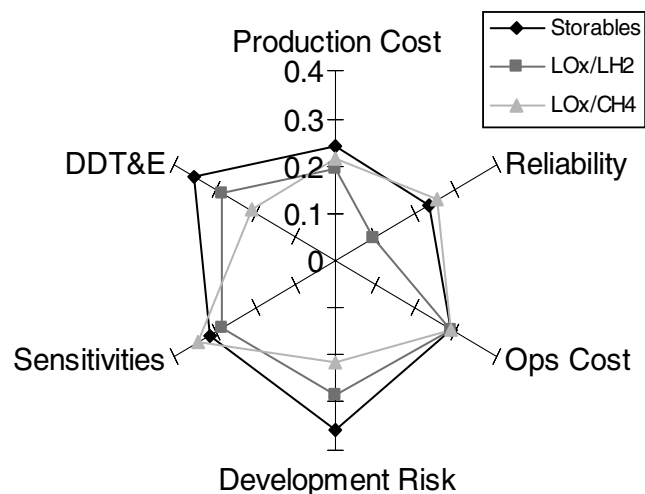 Storables
LOx/LH2
LOx/CH4
Production Cost
0.4
0.3
0.2
0.1
0
DDT&E
Reliability
Sensitivities
Ops Cost
Development Risk